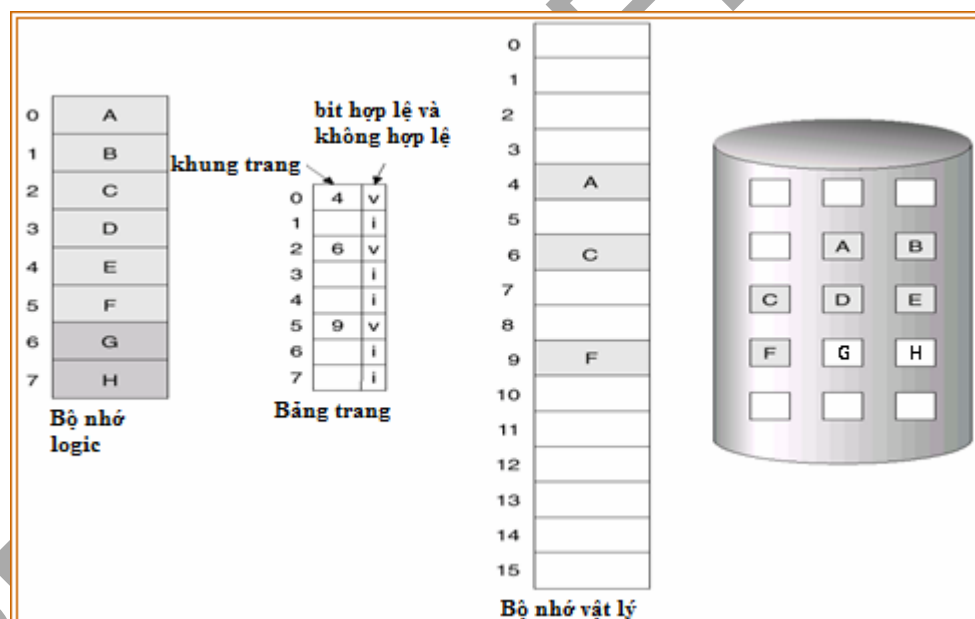 0 A
1 B
2 C
3 D
4 E
5 F
6 G
7 H
Bộ nhớ
logic
bit hợp lệ và
không hợp lệ
khung trang
0 4 v
1 i
2 6 v
3 i
4 i
5 9 v
6 i
7 i
Bảng trang
0
1
2
3
4 A
5
6 C
7
8
9 F
10
11
12
13
14
15
Bộ nhớ vật lý
A B
C D E
F G H